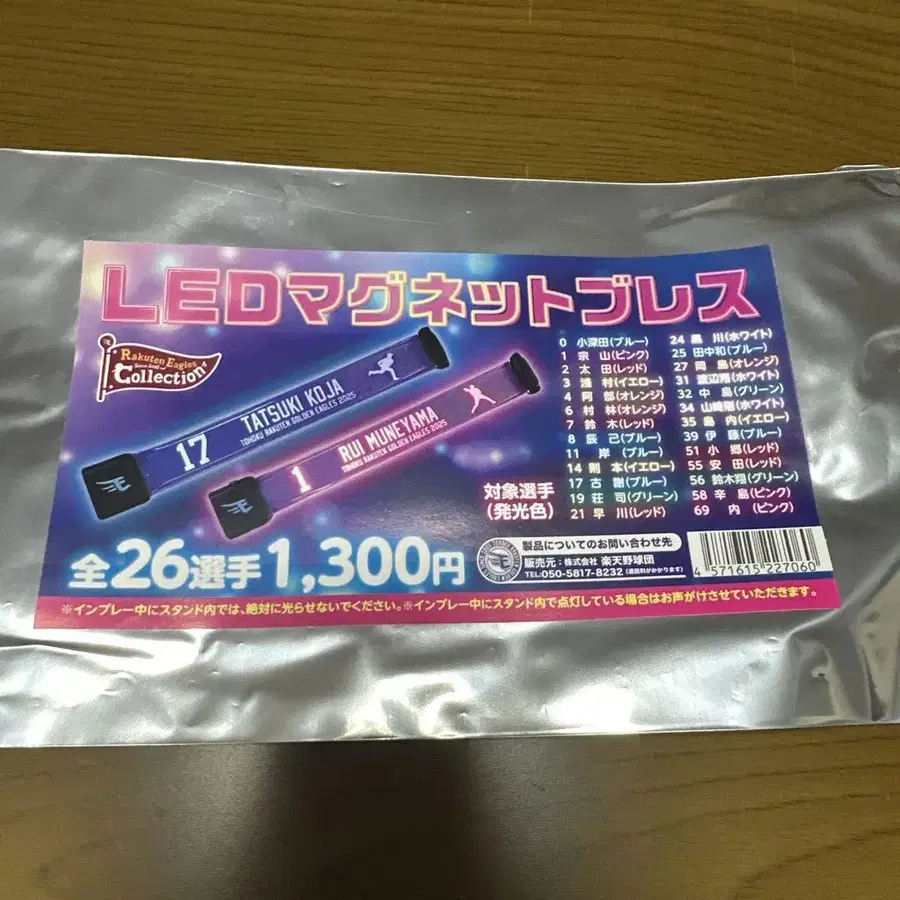 LEDマグネットブレス
Rakuten Eagles
Collection
17 TATSUKI KOJA
TOHOKU RAKUTEN GOLDEN EAGLES 2025
1 RUI MUNEYAMA
TOHOKU RAKUTEN GOLDEN EAGLES 2025
対象選手
(発光色)
0 小深田(ブルー)
1 宗 山(ピンク)
2 太 田(レッド)
3 浅 村(イエロー)
4 阿 部(オレンジ)
6 村 林(オレンジ)
7 鈴 木(レッド)
8 辰 己(ブルー)
11 岸 (ブルー)
14 則 本(イエロー)
17 古 謝(ブルー)
19 荘 司(グリーン)
21 早 川(レッド)
24 黒 川(ホワイト)
25 田中和(ブルー)
27 岡 島(オレンジ)
31 渡辺翔(ホワイト)
32 中 島(グリーン)
34 山崎剛(ホワイト)
35 島 内(イエロー)
39 伊 藤(ブルー)
51 小 郷(レッド)
55 安 田(レッド)
56 鈴木翔(グリーン)
58 辛 島(ピンク)
69 内 (ピンク)
全26選手1,300円
製品についてのお問い合わせ先
販売元:株式会社 楽天野球団
TEL:050-5817-8232 (通話料がかかります)
4 571615 227060
※インプレー中にスタンド内では、絶対に光らせないでください。※インプレー中にスタンド内で点灯している場合はお声がけさせていただきます。